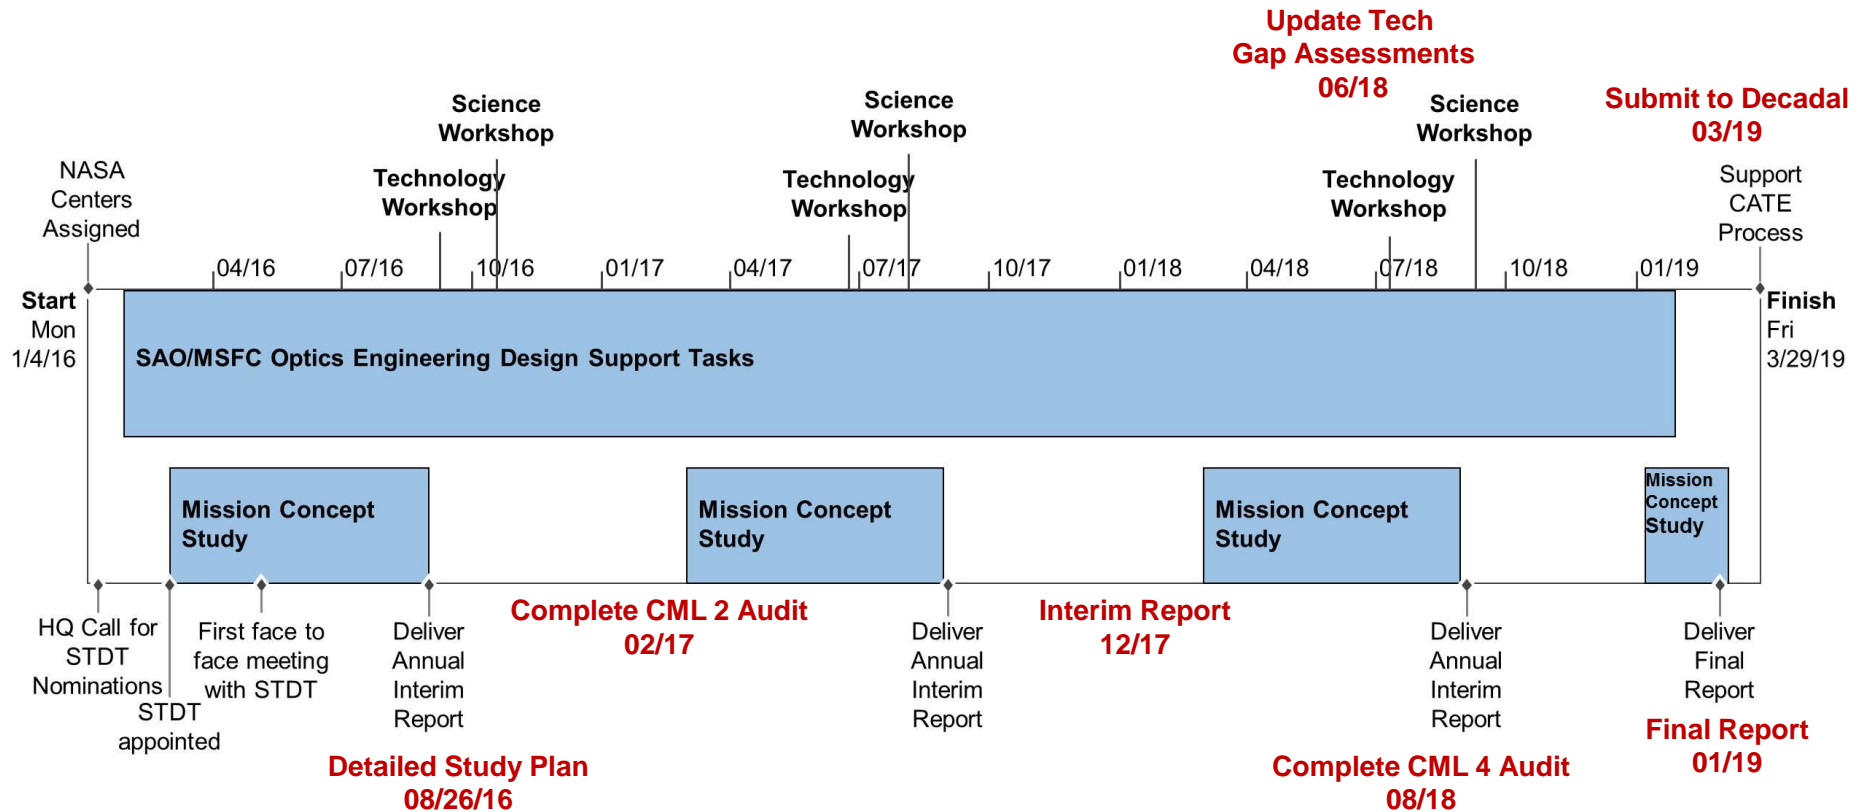 Update Tech
Gap Assessments
06/18
Submit to Decadal
03/19
Science
Workshop
Science
Workshop
Science
Workshop
NASA
Centers
Assigned
Technology
Workshop
Technology
Workshop
Technology
Workshop
Support
CATE
Process
04/16
07/16
10/16
01/17
04/17
07/17
10/17
01/18
04/18
07/18
10/18
01/19
Start
Mon
1/4/16
Finish
Fri
3/29/19
SAO/MSFC Optics Engineering Design Support Tasks
Mission Concept
Study
Mission Concept
Study
Mission Concept
Study
Mission
Concept
Study
HQ Call for
STDT
Nominations
STDT
appointed
First face to
face meeting
with STDT
Deliver
Annual
Interim
Report
Complete CML 2 Audit
02/17
Deliver
Annual
Interim
Report
Interim Report
12/17
Deliver
Annual
Interim
Report
Deliver
Final
Report
Detailed Study Plan
08/26/16
Complete CML 4 Audit
08/18
Final Report
01/19